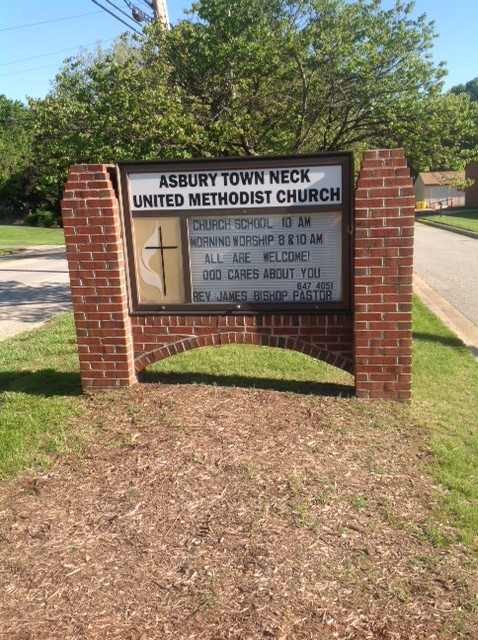 ASBURY TOWN NECK
UNITED METHODIST CHURCH
CHURCH SCHOOL 10 AM
MORNING WORSHIP 8 & 10 AM
ALL ARE WELCOME!
GOD CARES ABOUT YOU
647 4051
REV JAMES BISHOP PASTOR